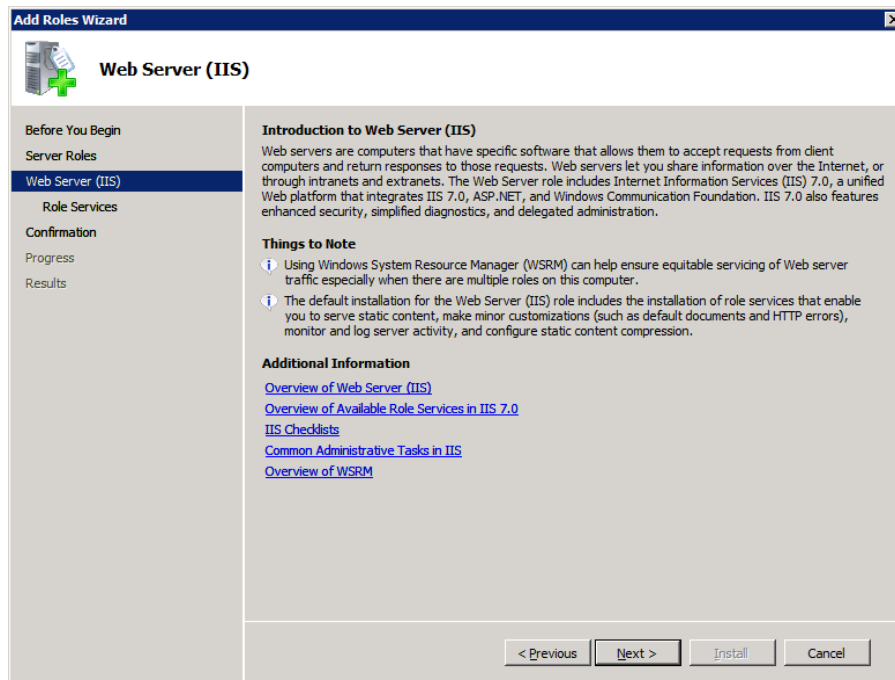 Add Roles Wizard
Web Server (IIS)
Before You Begin
Server Roles
Web Server (IIS)
Role Services
Confirmation
Progress
Results
Introduction to Web Server (IIS)
Web servers are computers that have specific software that allows them to accept requests from client
computers and return responses to those requests. Web servers let you share information over the Internet, or
through intranets and extranets. The Web Server role includes Internet Information Services (IIS) 7.0, a unified
Web platform that integrates IIS 7.0, ASP.NET, and Windows Communication Foundation. IIS 7.0 also features
enhanced security, simplified diagnostics, and delegated administration.
Things to Note
Using Windows System Resource Manager (WSRM) can help ensure equitable servicing of Web server
traffic especially when there are multiple roles on this computer.
The default installation for the Web Server (IIS) role includes the installation of role services that enable
you to serve static content, make minor customizations (such as default documents and HTTP errors),
monitor and log server activity, and configure static content compression.
Additional Information
Overview of Web Server (IIS)
Overview of Available Role Services in IIS 7.0
IIS Checklists
Common Administrative Tasks in IIS
Overview of WSRM
< Previous
Next >
Install
Cancel